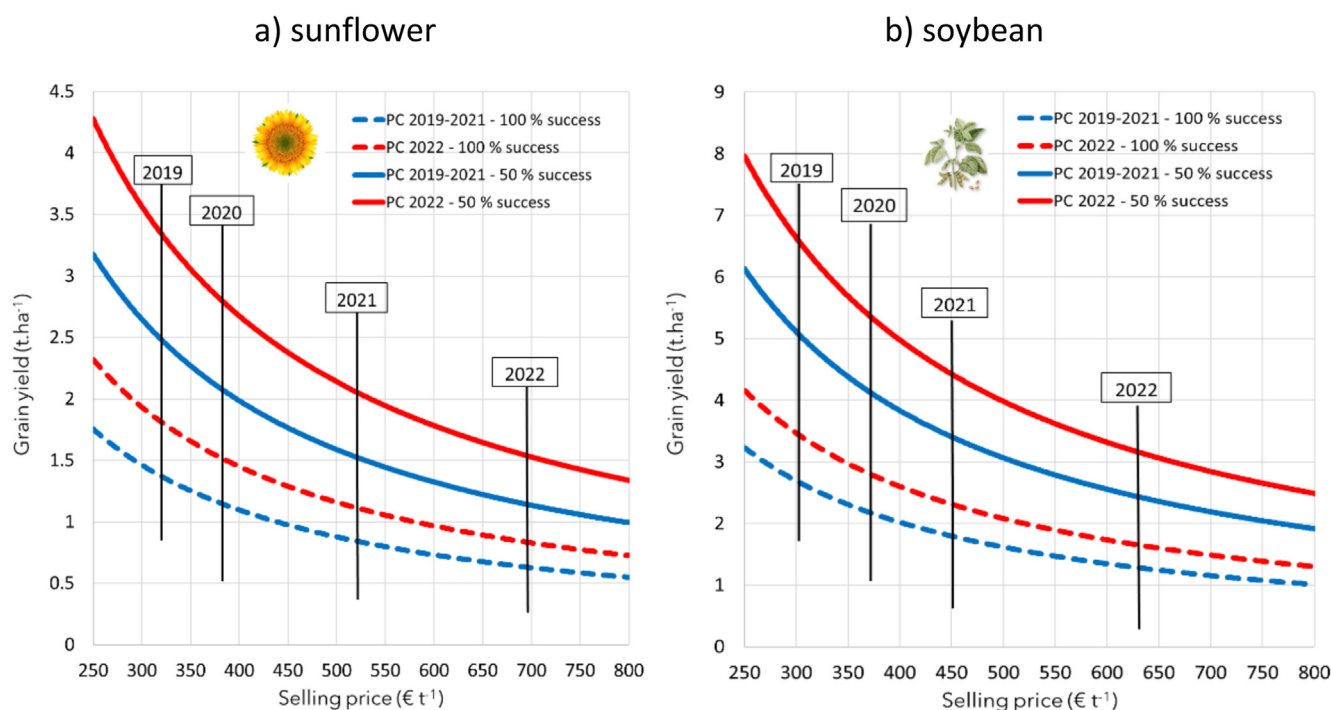 a) sunflower
4.5
4
3.5
3
2.5
2
1.5
1
0.5
0
Grain yield (t.ha-1)
PC 2019-2021 - 100 % success
PC 2022 - 100 % success
PC 2019-2021 - 50 % success
PC 2022 - 50 % success
2019
2020
2021
2022
250 300 350 400 450 500 550 600 650 700 750 800
Selling price (€ t-1)
b) soybean
9
8
7
6
5
4
3
2
1
0
Grain yield (t.ha-1)
PC 2019-2021 - 100 % success
PC 2022 - 100 % success
PC 2019-2021 - 50 % success
PC 2022 - 50 % success
2019
2020
2021
2022
250 300 350 400 450 500 550 600 650 700 750 800
Selling price (€ t-1)